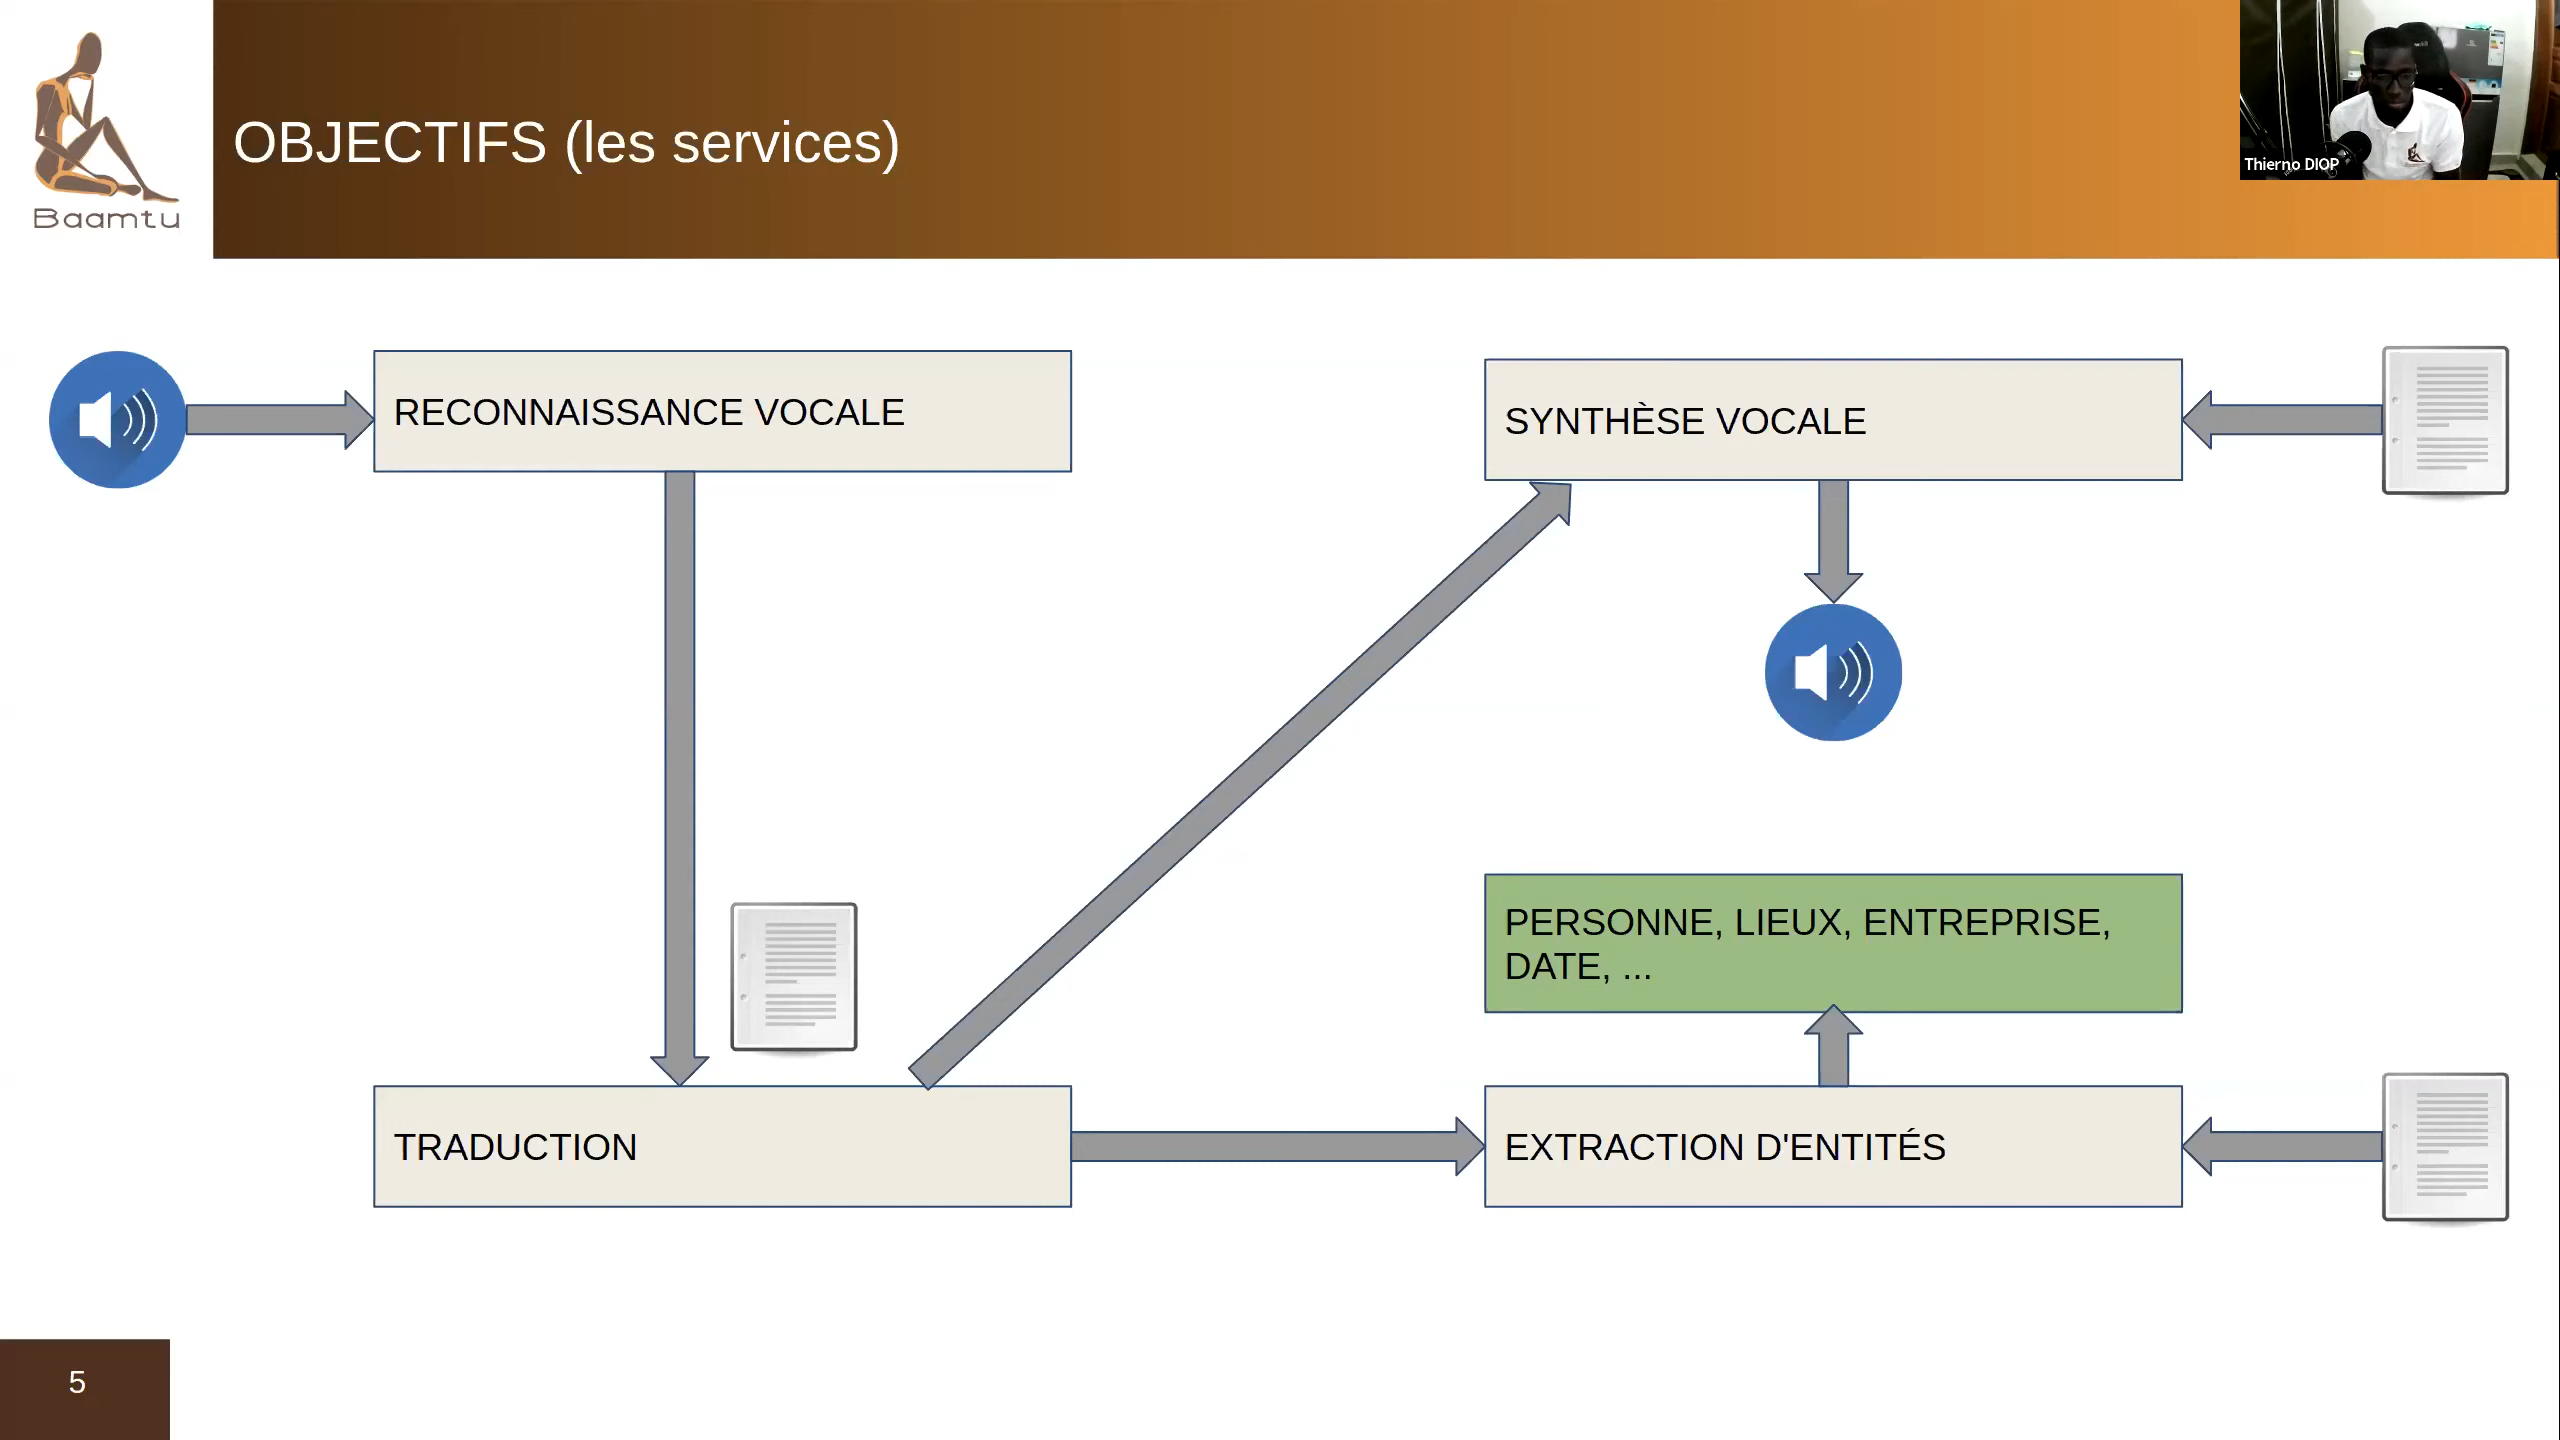 OBJECTIFS (les services)
Thierno DIOP
Baamtu
RECONNAISSANCE VOCALE
SYNTHÈSE VOCALE
PERSONNE, LIEUX, ENTREPRISE,
DATE, ...
TRADUCTION
EXTRACTION D'ENTITÉS
5